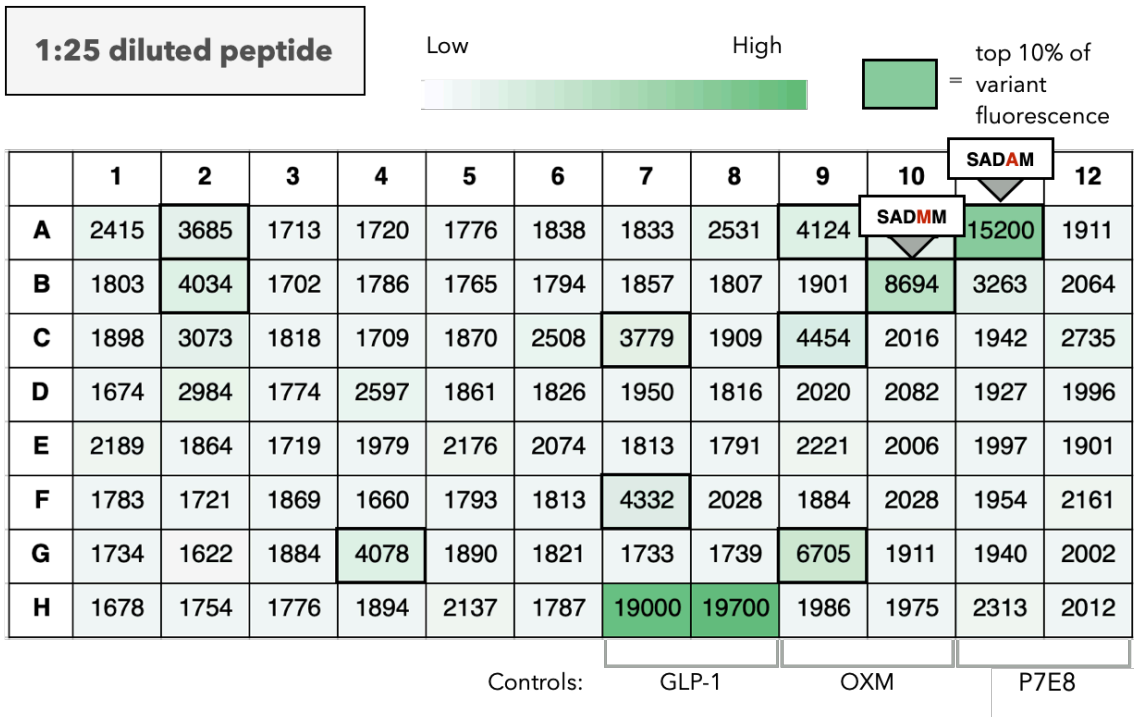 1:25 diluted peptide
Low High
= top 10% of
variant
fluorescence
SADAM
1 2 3 4 5 6 7 8 9 10 12
SADMM
A 2415 3685 1713 1720 1776 1838 1833 2531 4124 15200 1911
B 1803 4034 1702 1786 1765 1794 1857 1807 1901 8694 3263 2064
C 1898 3073 1818 1709 1870 2508 3779 1909 4454 2016 1942 2735
D 1674 2984 1774 2597 1861 1826 1950 1816 2020 2082 1927 1996
E 2189 1864 1719 1979 2176 2074 1813 1791 2221 2006 1997 1901
F 1783 1721 1869 1660 1793 1813 4332 2028 1884 2028 1954 2161
G 1734 1622 1884 4078 1890 1821 1733 1739 6705 1911 1940 2002
H 1678 1754 1776 1894 2137 1787 19000 19700 1986 1975 2313 2012
Controls: GLP-1 OXM P7E8